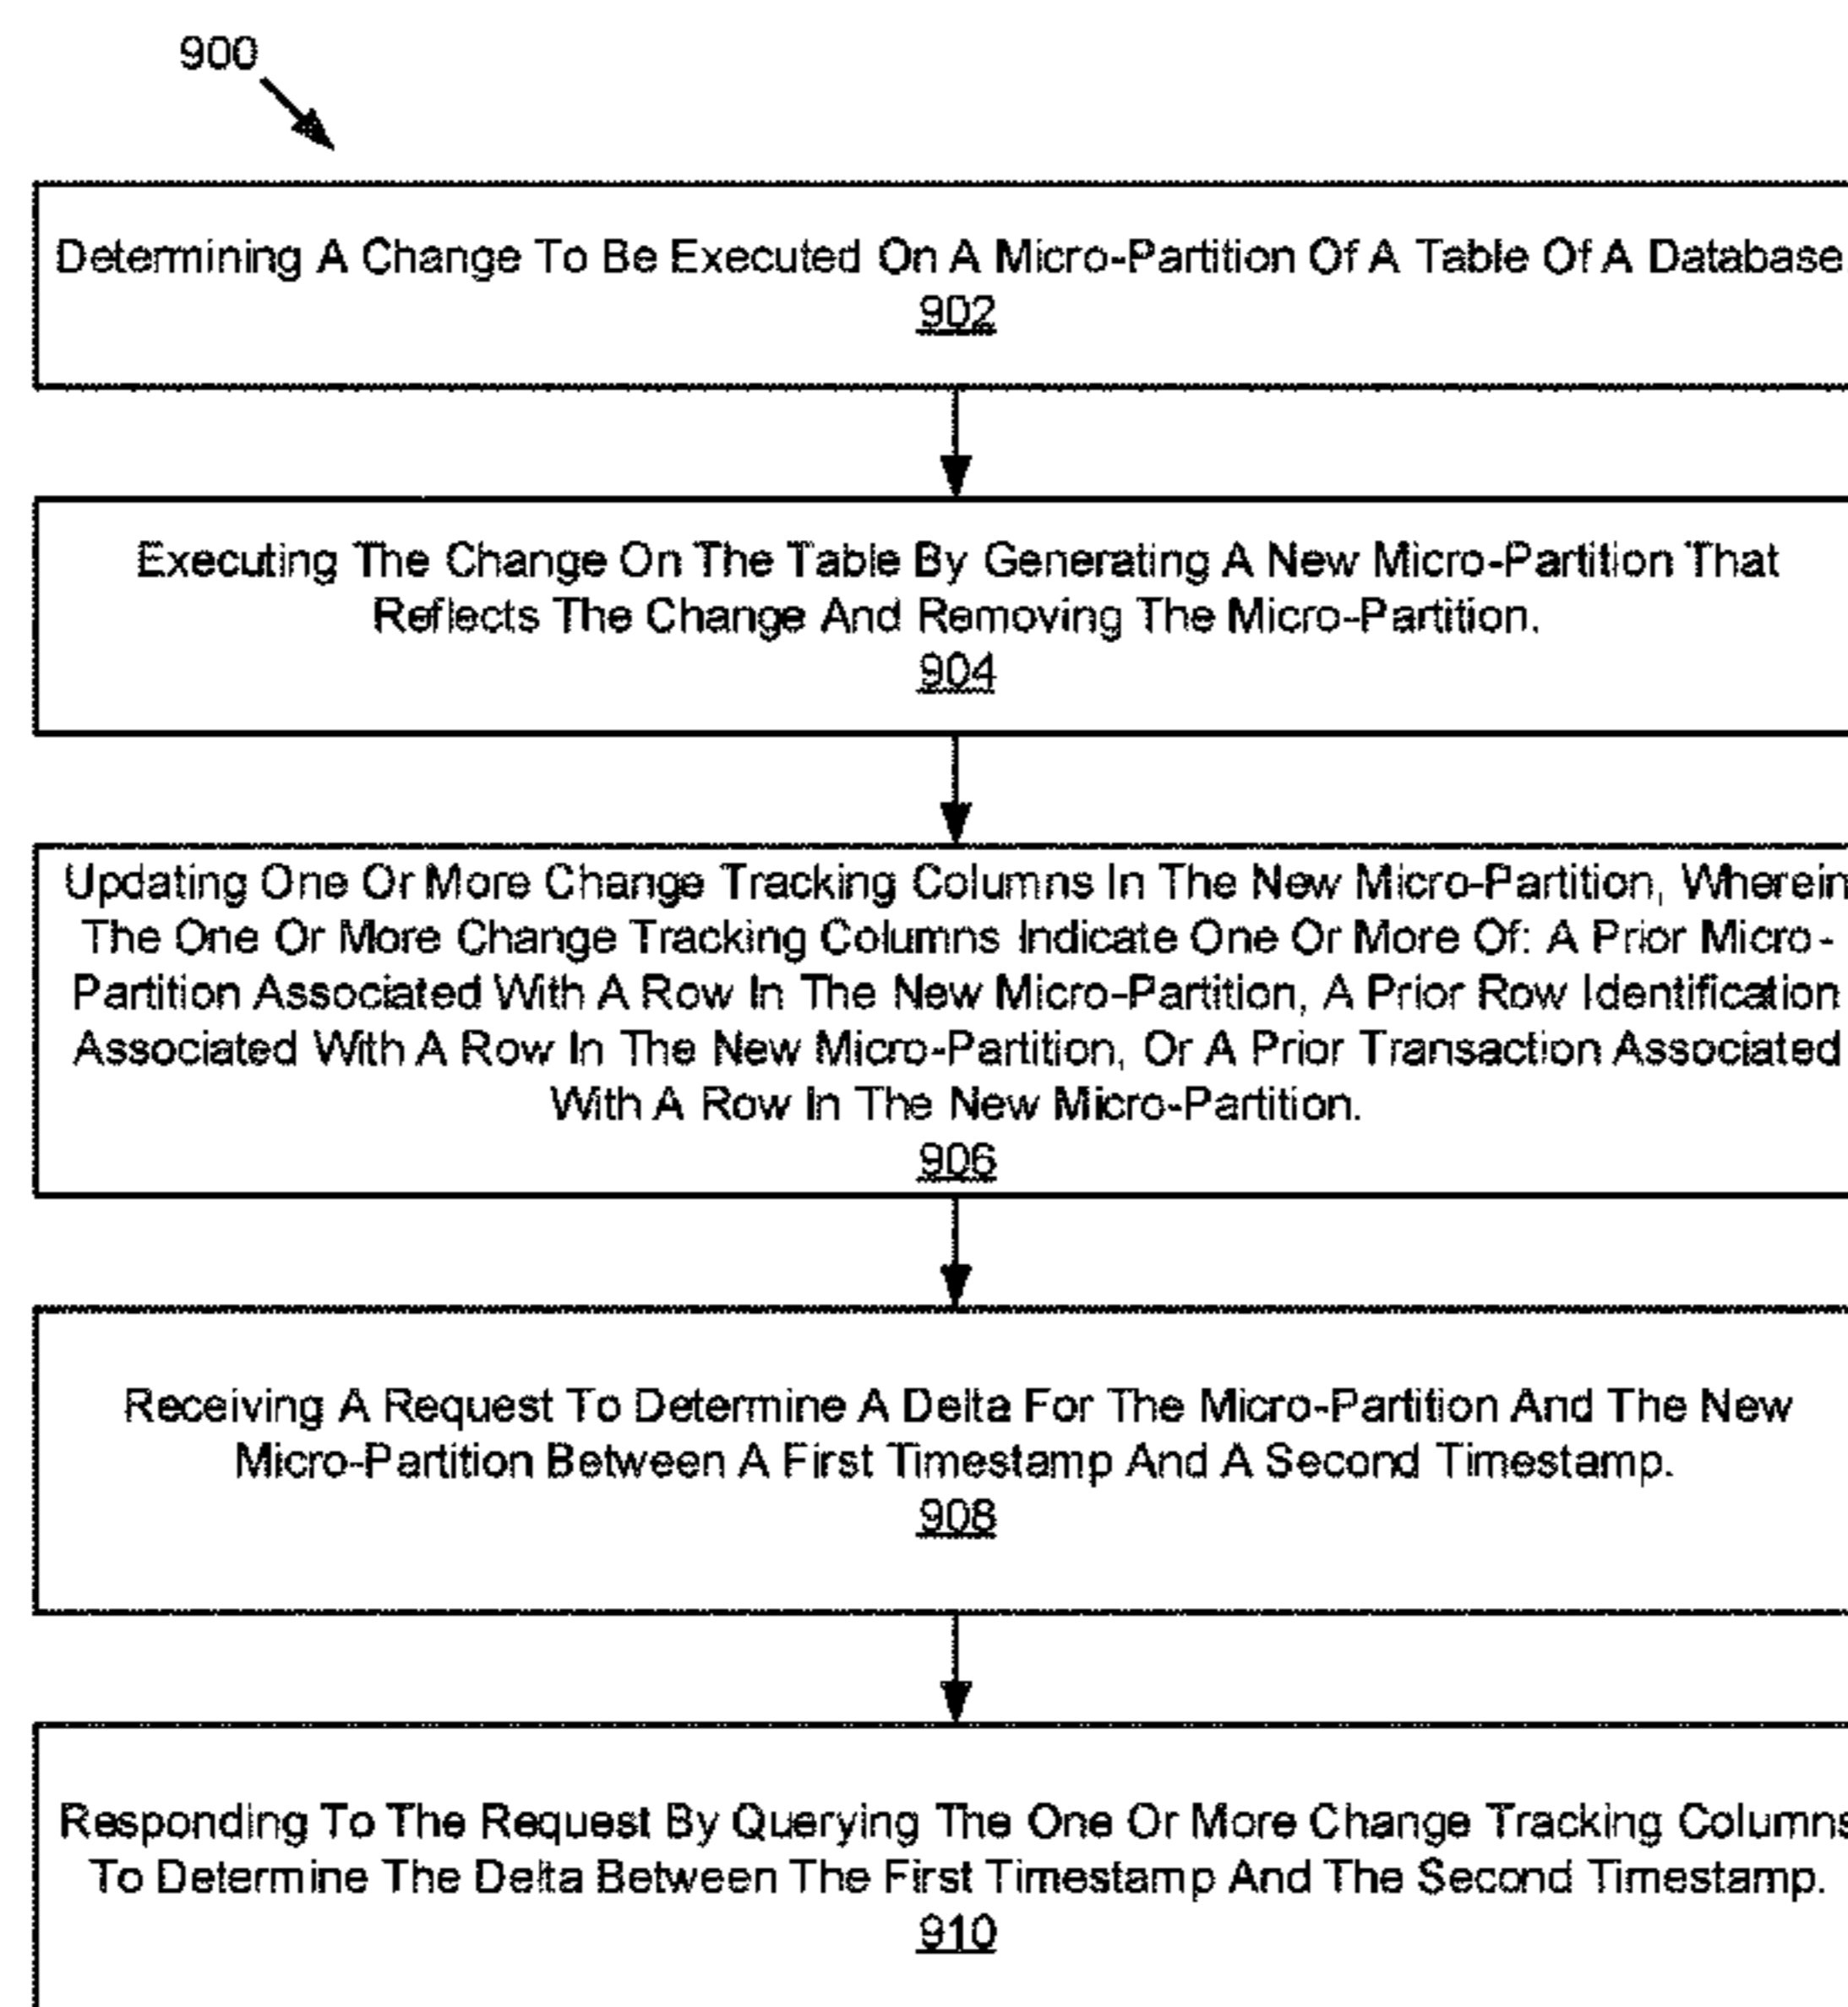 900
Determining A Change To Be Executed On A Micro-Partition Of A Table Of A Database
902
Executing The Change On The Table By Generating A New Micro-Partition That
Reflects The Change And Removing The Micro-Partition.
904
Updating One Or More Change Tracking Columns In The New Micro-Partition, Wherein
The One Or More Change Tracking Columns Indicate One Or More Of: A Prior Micro-
Partition Associated With A Row In The New Micro-Partition, A Prior Row Identification
Associated With A Row In The New Micro-Partition, Or A Prior Transaction Associated
With A Row In The New Micro-Partition.
906
Receiving A Request To Determine A Delta For The Micro-Partition And The New
Micro-Partition Between A First Timestamp And A Second Timestamp.
908
Responding To The Request By Querying The One Or More Change Tracking Columns
To Determine The Delta Between The First Timestamp And The Second Timestamp.
910